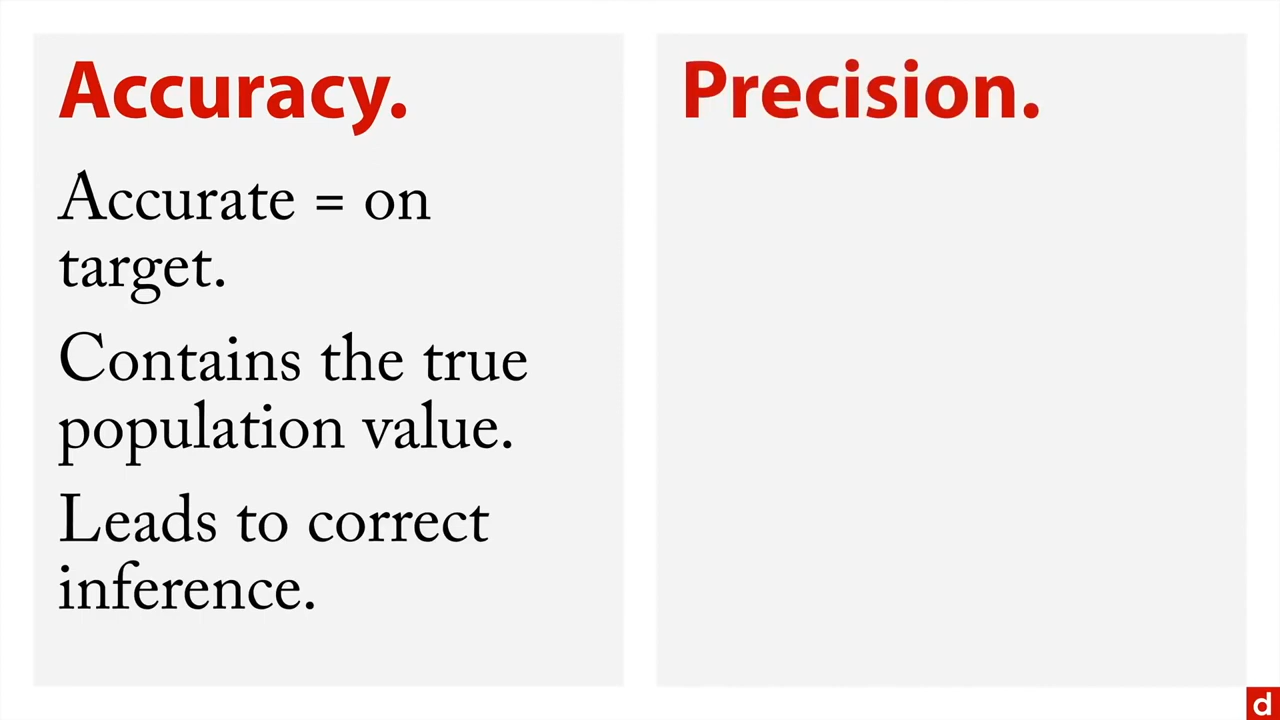 Accuracy.
Accurate = on
target.
Contains the true
population value.
Leads to correct
inference.
Precision.
d